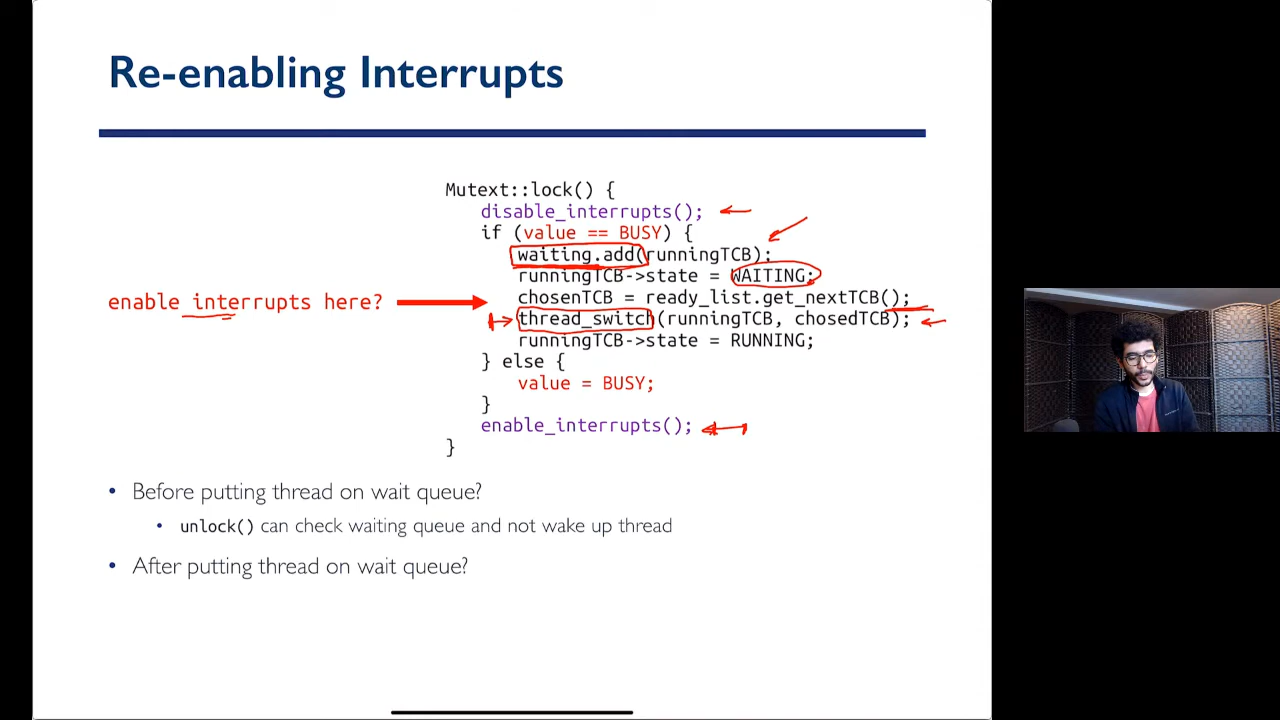 Re-enabling Interrupts
Mutext::lock() {
disable_interrupts();
if (value == BUSY) {
waiting.add(runningTCB);
runningTCB->state = WAITING;
enable interrupts here?
chosenTCB = ready_list.get_nextTCB();
thread_switch(runningTCB, chosedTCB);
runningTCB->state = RUNNING;
} else {
value = BUSY;
}
enable_interrupts();
}
• Before putting thread on wait queue?
• unlock() can check waiting queue and not wake up thread
• After putting thread on wait queue?